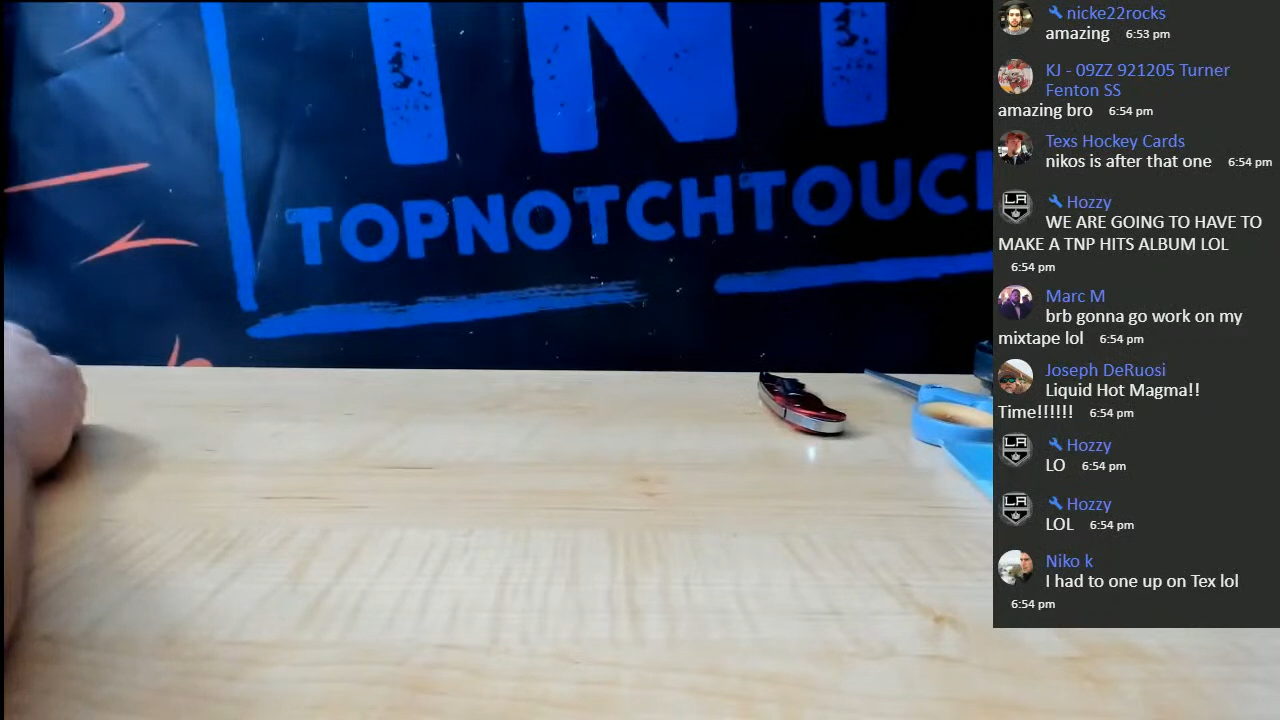 TNT
TOPNOTCHTOUC
nicke22rocks
amazing 6:53 pm
KJ - 09ZZ 921205 Turner
Fenton SS
amazing bro 6:54 pm
Texs Hockey Cards
nikos is after that one 6:54 pm
LA
Hozzy
WE ARE GOING TO HAVE TO
MAKE A TNP HITS ALBUM LOL
6:54 pm
Marc M
brb gonna go work on my
mixtape lol 6:54 pm
Joseph DeRuosi
Liquid Hot Magma!!
Time!!!!!! 6:54 pm
LA
Hozzy
LO 6:54 pm
LA
Hozzy
LOL 6:54 pm
Niko k
I had to one up on Tex lol
6:54 pm